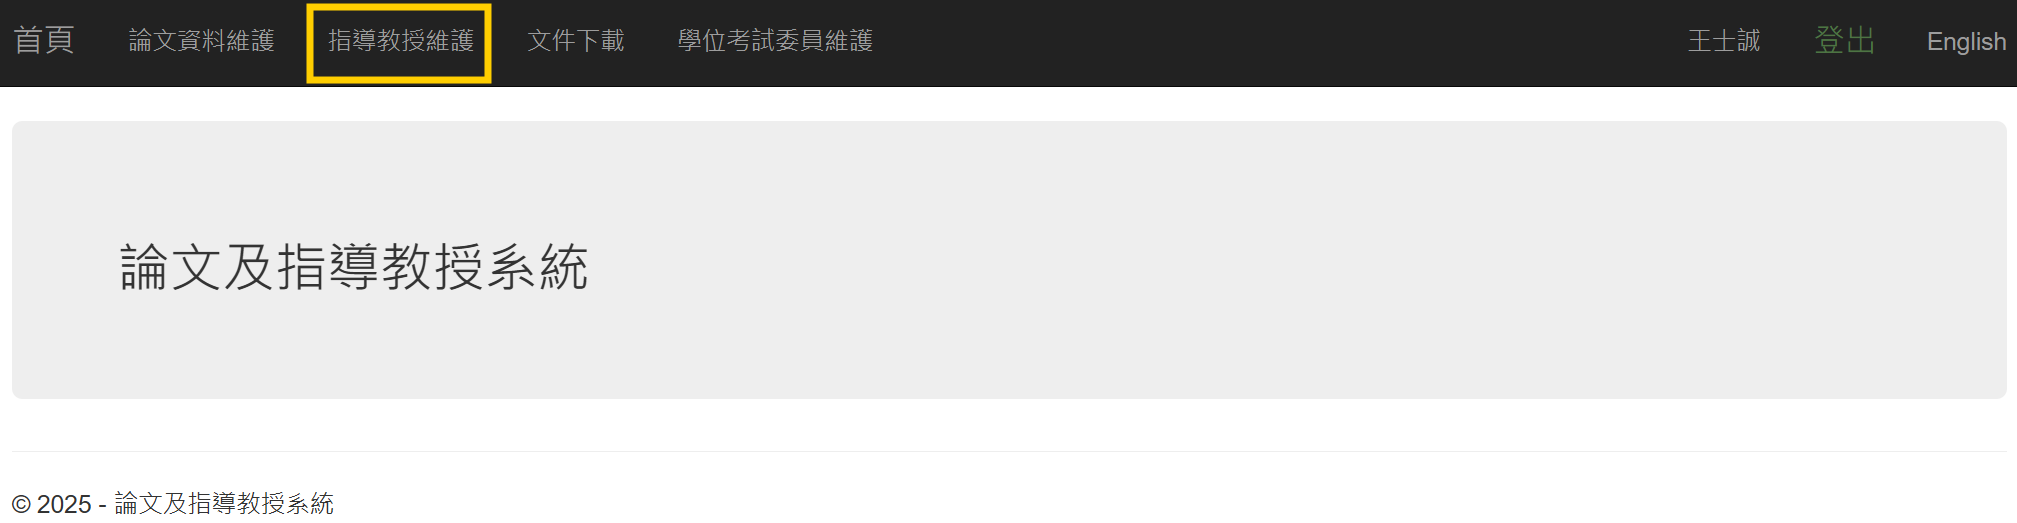 首頁 論文資料維護 指導教授維護 文件下載 學位考試委員維護 王士誠 登出 English
論文及指導教授系統
© 2025 - 論文及指導教授系統